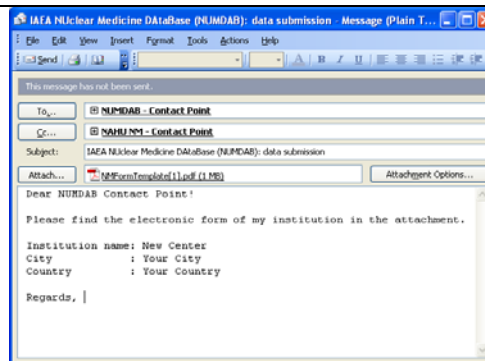 IAEA NUclear Medicine DAtaBase (NUMDAB): data submission - Message (Plain T...
File Edit View Insert Format Tools Actions Help
Send
This message has not been sent.
To... NUMDAB - Contact Point
Cc... NAHU NM - Contact Point
Subject: IAEA NUclear Medicine DAtaBase (NUMDAB): data submission
Attach... NMFormTemplate[1].pdf (1 MB) Attachment Options...
Dear NUMDAB Contact Point!
Please find the electronic form of my institution in the attachment.
Institution name: New Center
City : Your City
Country : Your Country
Regards,